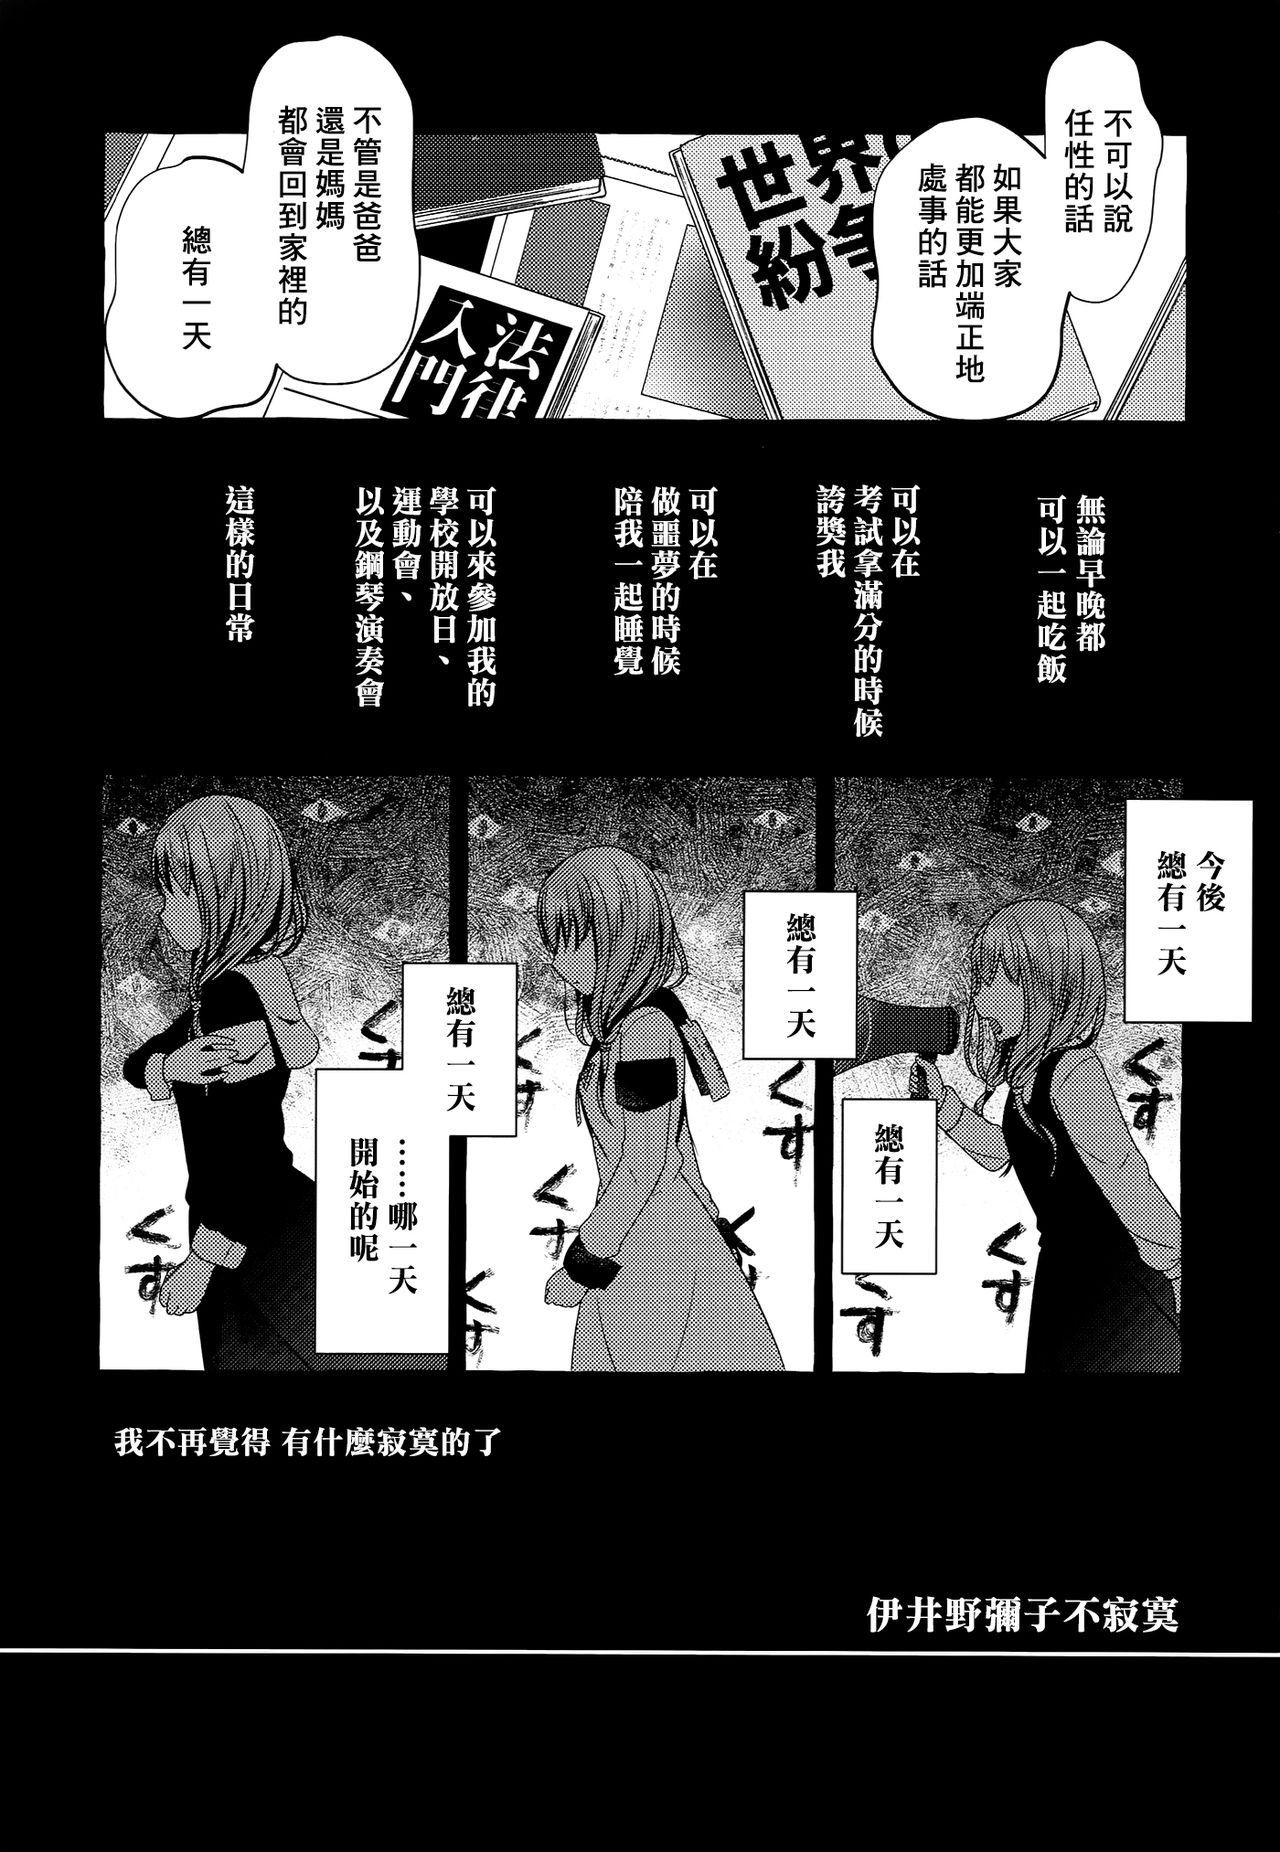 不可以說
任性的話
如果大家
都能更加端正地
處事的話
世界
紛爭
法律
入門
不管是爸爸
還是媽媽
都會回到家裡的
總有一天
無論早晚都
可以一起吃飯
可以在
考試拿滿分的時候
誇獎我
可以在
做噩夢的時候
陪我一起睡覺
可以來參加我的
學校開放日、
運動會、
以及鋼琴演奏會
這樣的日常
今後
總有一天
くす
くす
くす
總有一天
總有一天
くす
くす
くす
くす
くす
總有一天
……哪一天
開始的呢
くす
くす
我不再覺得 有什麼寂寞的了
伊井野彌子不寂寞